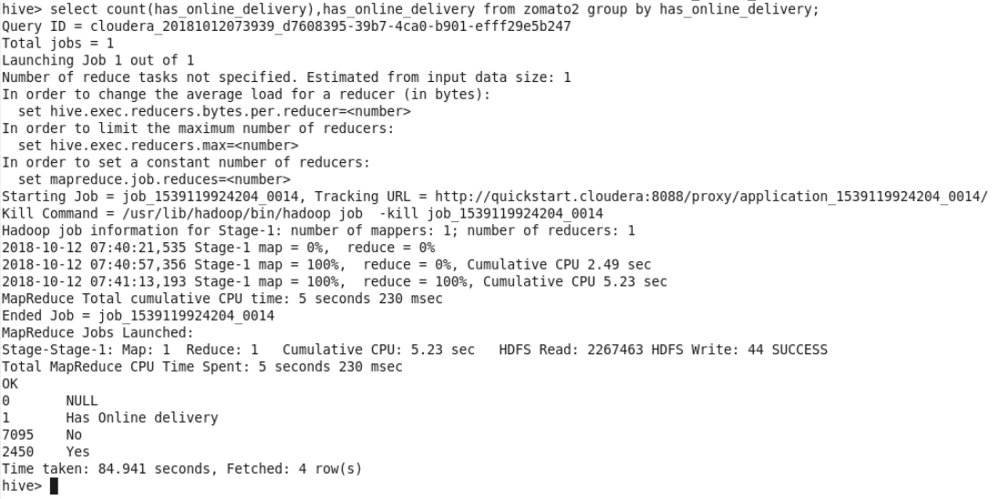 hive> select count(has_online_delivery),has_online_delivery from zomato2 group by has_online_delivery;
Query ID = cloudera_20181012073939_d7608395-39b7-4ca0-b901-efff29e5b247
Total jobs = 1
Launching Job 1 out of 1
Number of reduce tasks not specified. Estimated from input data size: 1
In order to change the average load for a reducer (in bytes):
  set hive.exec.reducers.bytes.per.reducer=<number>
In order to limit the maximum number of reducers:
  set hive.exec.reducers.max=<number>
In order to set a constant number of reducers:
  set mapreduce.job.reduces=<number>
Starting Job = job_1539119924204_0014, Tracking URL = http://quickstart.cloudera:8088/proxy/application_1539119924204_0014/
Kill Command = /usr/lib/hadoop/bin/hadoop job  -kill job_1539119924204_0014
Hadoop job information for Stage-1: number of mappers: 1; number of reducers: 1
2018-10-12 07:40:21,535 Stage-1 map = 0%,  reduce = 0%
2018-10-12 07:40:57,356 Stage-1 map = 100%,  reduce = 0%, Cumulative CPU 2.49 sec
2018-10-12 07:41:13,193 Stage-1 map = 100%,  reduce = 100%, Cumulative CPU 5.23 sec
MapReduce Total cumulative CPU time: 5 seconds 230 msec
Ended Job = job_1539119924204_0014
MapReduce Jobs Launched:
Stage-Stage-1: Map: 1  Reduce: 1   Cumulative CPU: 5.23 sec   HDFS Read: 2267463 HDFS Write: 44 SUCCESS
Total MapReduce CPU Time Spent: 5 seconds 230 msec
OK
0       NULL
1       Has Online delivery
7095    No
2450    Yes
Time taken: 84.941 seconds, Fetched: 4 row(s)
hive>